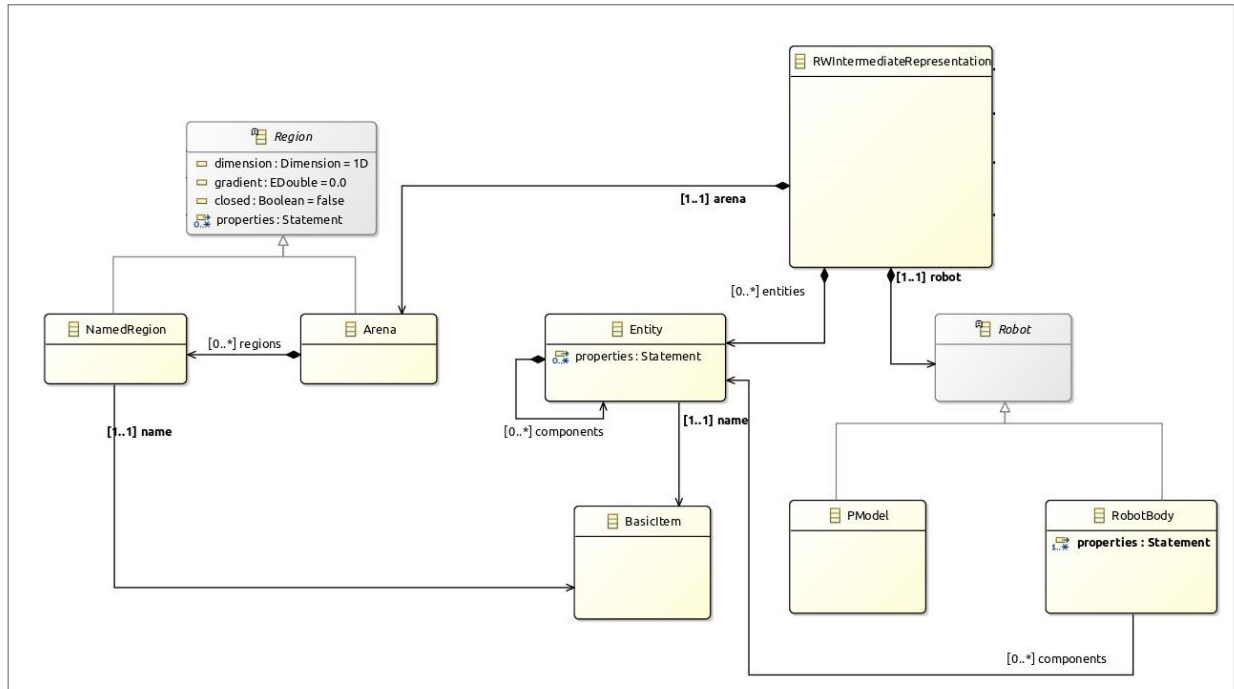 RWIntermediateRepresentation
Region
dimension : Dimension = 1D
gradient : EDouble = 0.0
closed : Boolean = false
0..* properties : Statement
[1..1] arena
[0..*] entities
[1..1] robot
NamedRegion
[0..*] regions
Arena
Entity
0..* properties : Statement
Robot
[0..*] components
[1..1] name
[1..1] name
BasicItem
PModel
RobotBody
1..* properties : Statement
[0..*] components